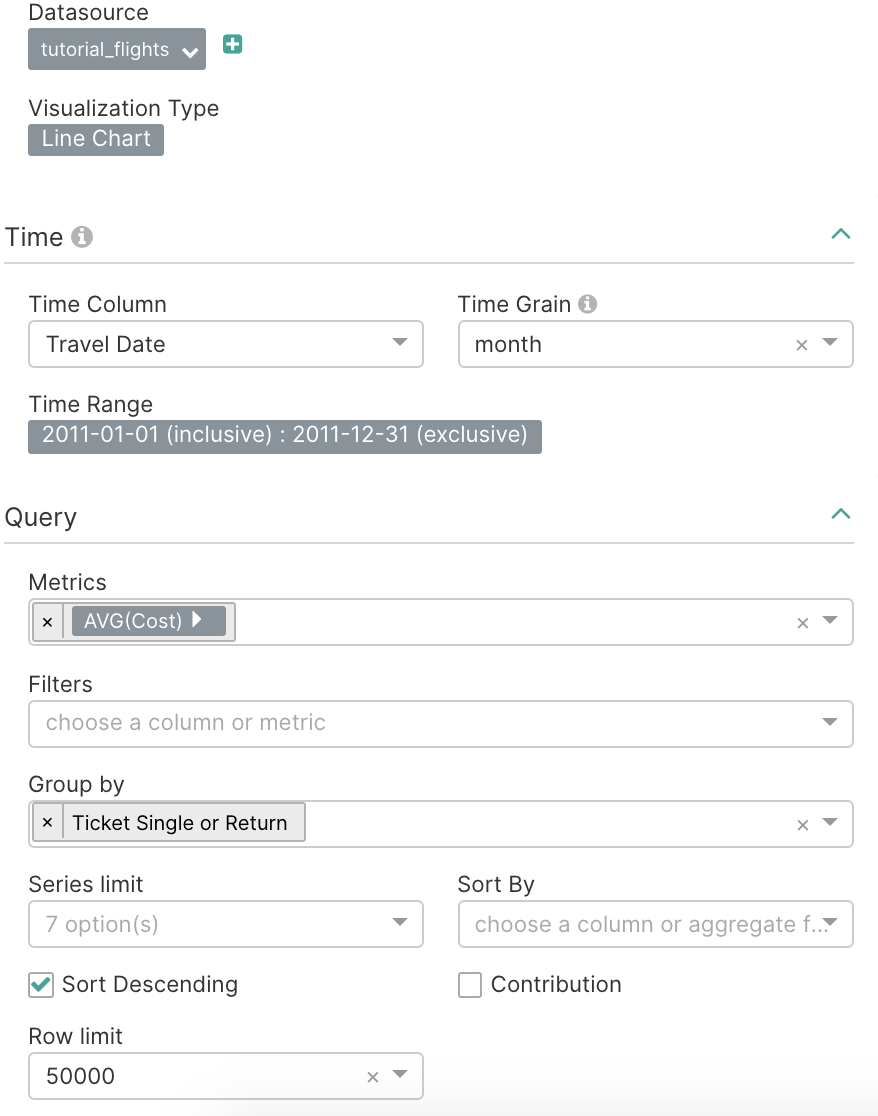 Datasource
tutorial_flights
Visualization Type
Line Chart
Time
Time Column
Time Grain
Travel Date
month
Time Range
2011-01-01 (inclusive) : 2011-12-31 (exclusive)
Query
Metrics
AVG(Cost)
Filters
choose a column or metric
Group by
Ticket Single or Return
Series limit
Sort By
7 option(s)
choose a column or aggregate f...
Sort Descending
Contribution
Row limit
50000